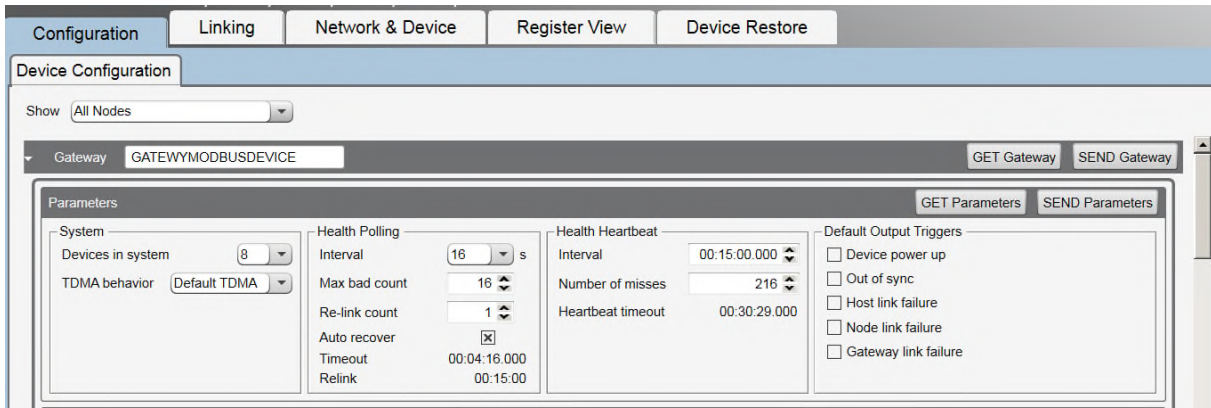 Configuration Linking Network & Device Register View Device Restore
Device Configuration
Show All Nodes
Gateway GATEWYMODBUSDEVICE GET Gateway SEND Gateway
Parameters GET Parameters SEND Parameters
System
Devices in system 8
TDMA behavior Default TDMA
Health Polling
Interval 16 s
Max bad count 16
Re-link count 1
Auto recover
Timeout 00:04:16.000
Relink 00:15:00
Health Heartbeat
Interval 00:15:00.000
Number of misses 216
Heartbeat timeout 00:30:29.000
Default Output Triggers
Device power up
Out of sync
Host link failure
Node link failure
Gateway link failure